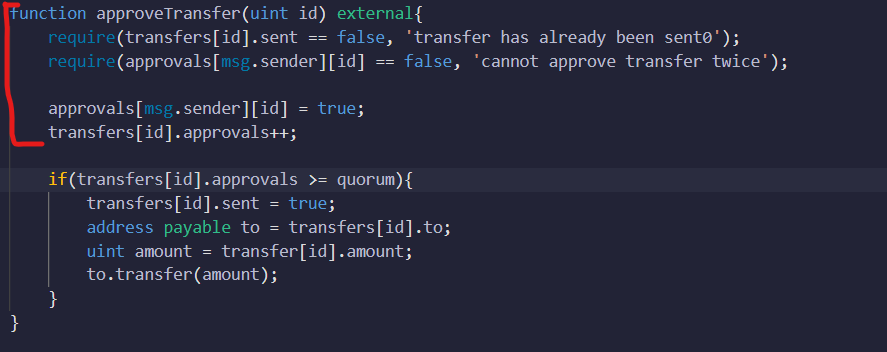 function approveTransfer(uint id) external{
require(transfers[id].sent == false, 'transfer has already been sent0');
require(approvals[msg.sender][id] == false, 'cannot approve transfer twice');
approvals[msg.sender][id] = true;
transfers[id].approvals++;
if(transfers[id].approvals >= quorum){
transfers[id].sent = true;
address payable to = transfers[id].to;
uint amount = transfer[id].amount;
to.transfer(amount);
}
}